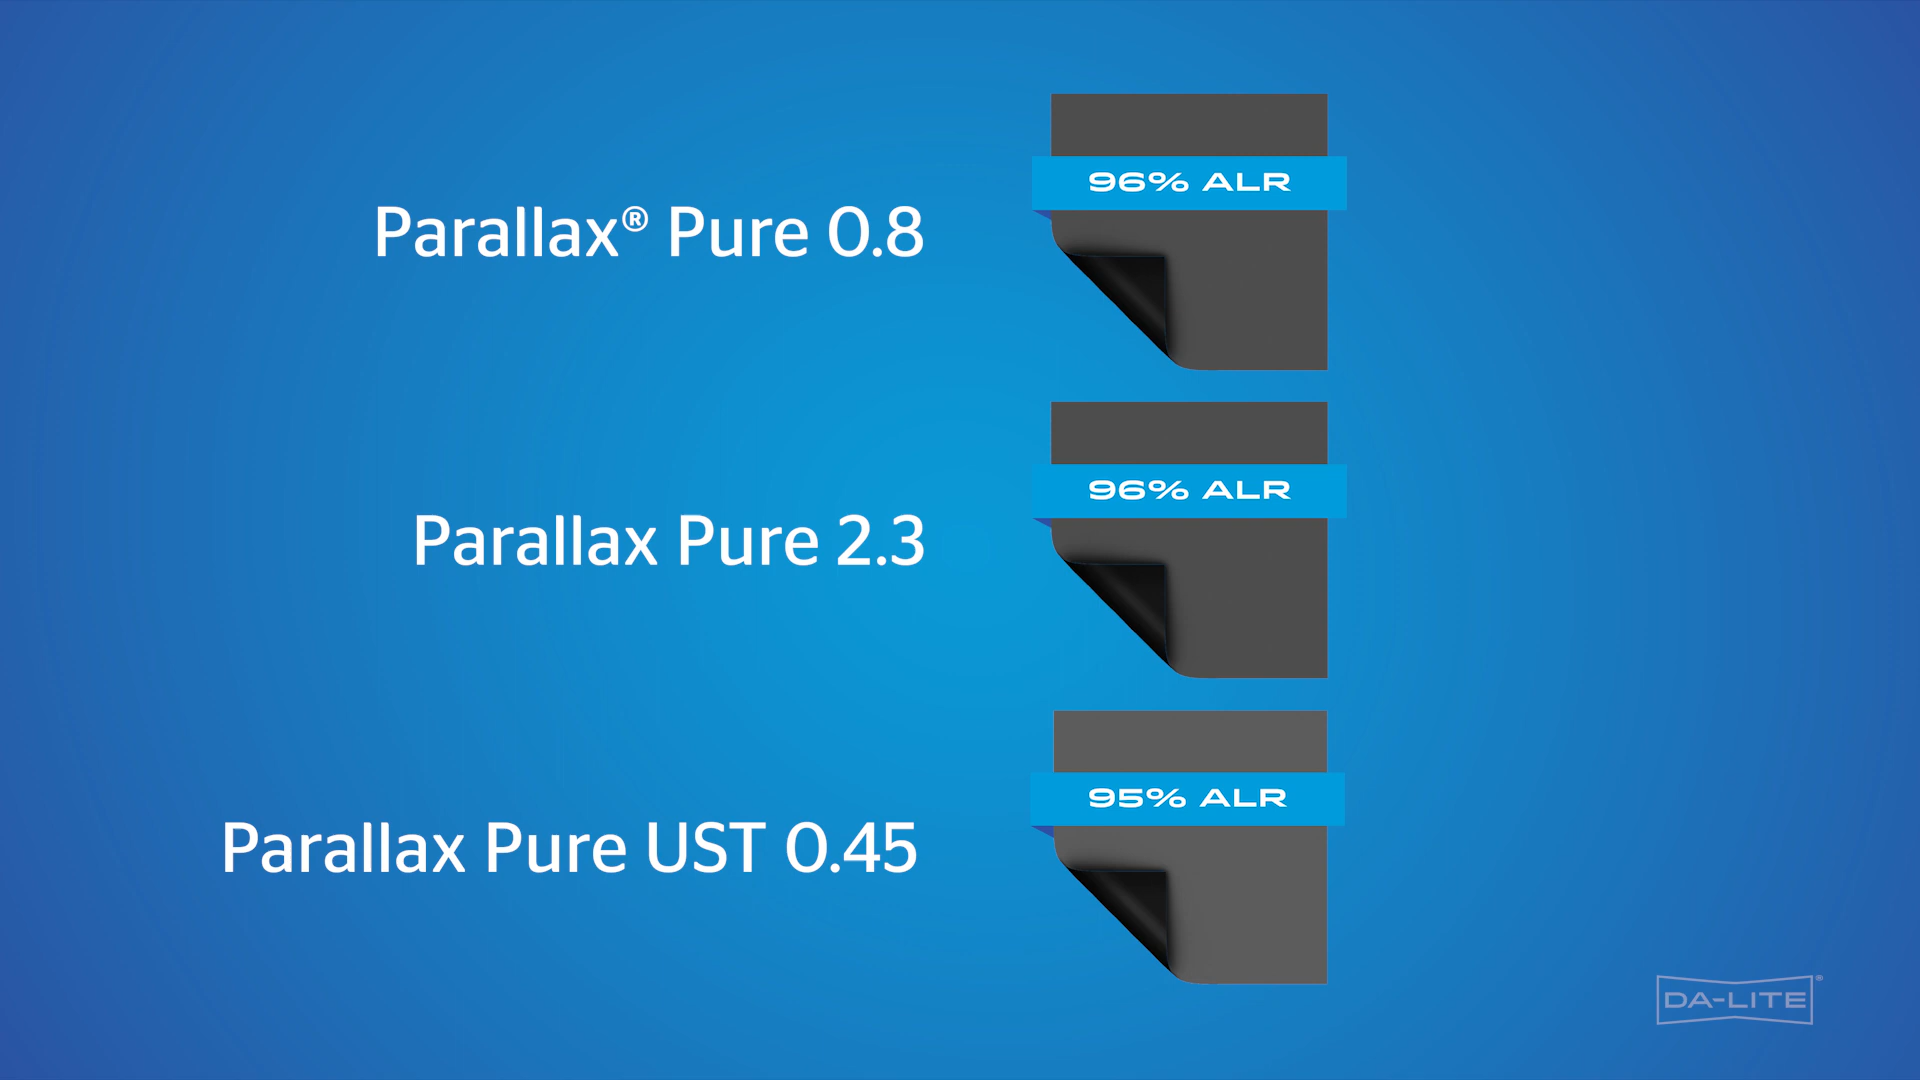 Parallax® Pure 0.8
96% ALR
Parallax Pure 2.3
96% ALR
Parallax Pure UST 0.45
95% ALR
DA-LITE®